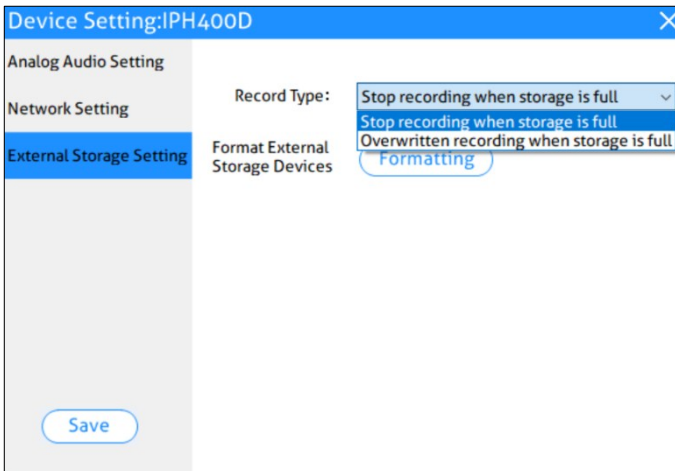 Device Setting:IPH400D
Analog Audio Setting
Network Setting
External Storage Setting
Record Type:
Stop recording when storage is full
Stop recording when storage is full
Overwritten recording when storage is full
Format External
Storage Devices
Formatting
Save